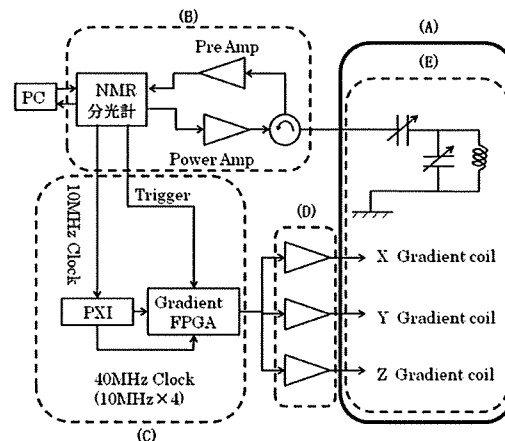 (B)
(A)
Pre Amp
(E)
PC
NMR
分光計
Power Amp
10MHz Clock
Trigger
(D)
X Gradient coil
PXI
Gradient
FPGA
Y Gradient coil
40MHz Clock
(10MHz×4)
Z Gradient coil
(C)